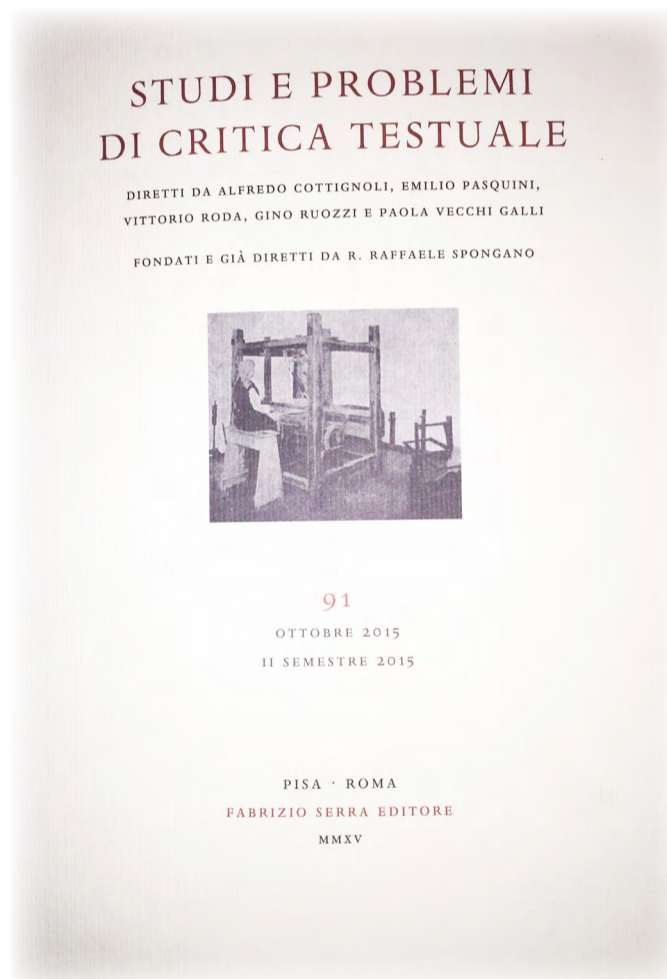 STUDI E PROBLEMI
DI CRITICA TESTUALE
DIRETTI DA ALFREDO COTTIGNOLI, EMILIO PASQUINI,
VITTORIO RODA, GINO RUOZZI E PAOLA VECCHI GALLI
FONDATI E GIÀ DIRETTI DA R. RAFFAELE SPONGANO
91
OTTOBRE 2015
II SEMESTRE 2015
PISA · ROMA
FABRIZIO SERRA EDITORE
MMXV